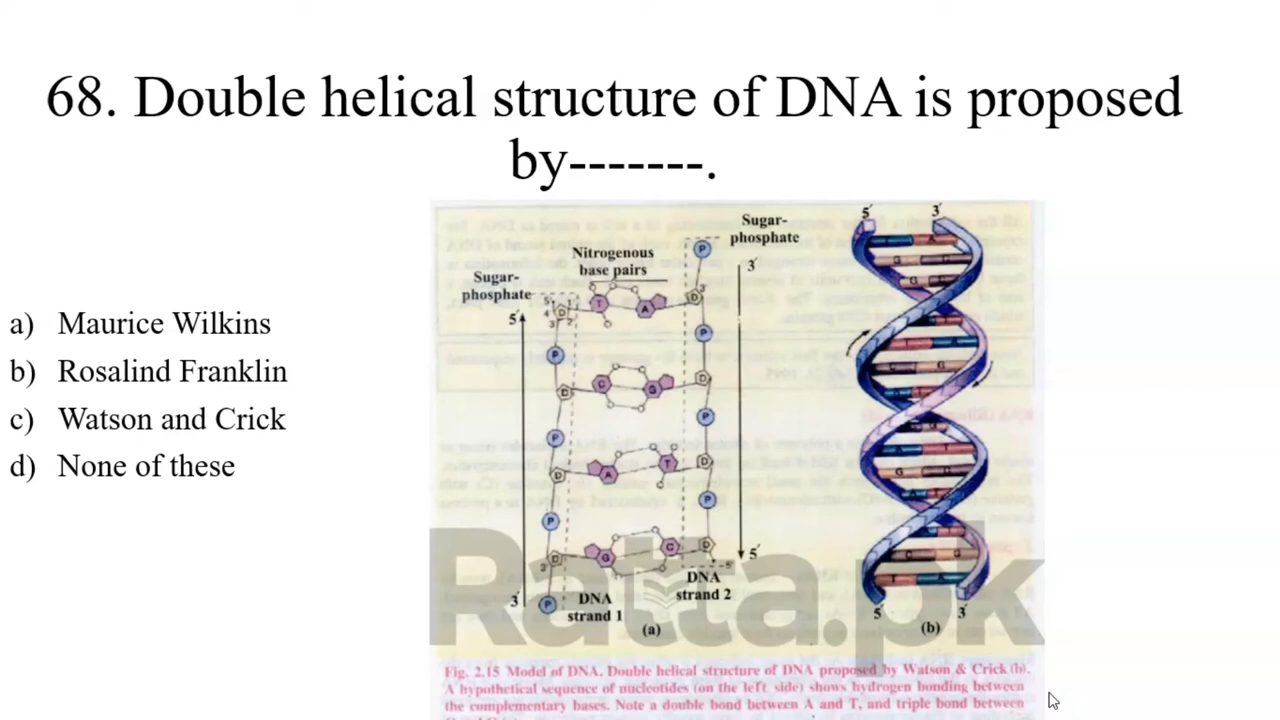 68. Double helical structure of DNA is proposed
by-------.
a) Maurice Wilkins
b) Rosalind Franklin
c) Watson and Crick
d) None of these
Sugar-
phosphate
Nitrogenous
base pairs
Sugar-
phosphate
5′
3′
3′
5′
T A
C G
A T
G C
P
D
DNA
strand 1
DNA
strand 2
(a)
5′ 3′
5′ 3′
(b)
Ratta.pk
Fig. 2.15 Model of DNA. Double helical structure of DNA proposed by Watson & Crick (b).
A hypothetical sequence of nucleotides (on the left side) shows hydrogen bonding between
the complementary bases. Note a double bond between A and T, and triple bond between